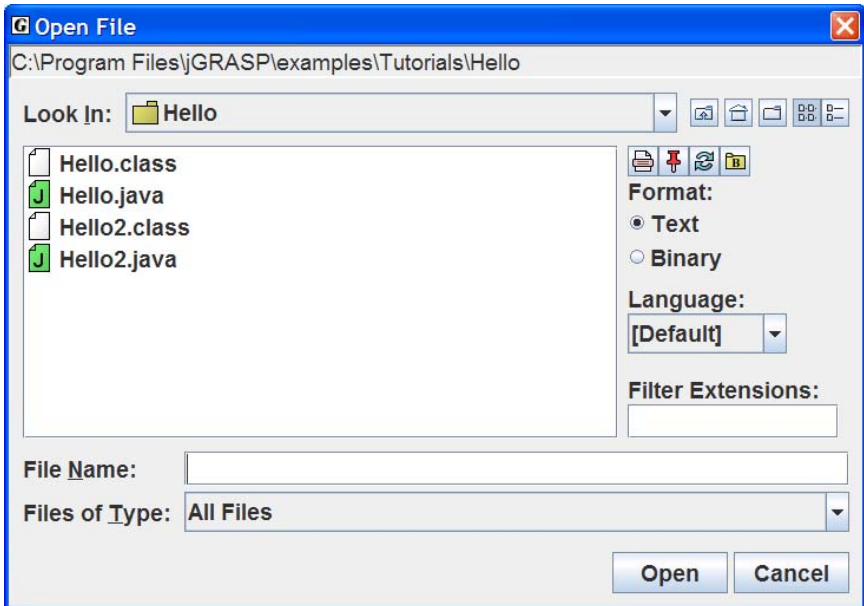 Open File
C:\Program Files\jGRASP\examples\Tutorials\Hello
Look In: Hello
Hello.class
Hello.java
Hello2.class
Hello2.java
Format:
Text
Binary
Language:
[Default]
Filter Extensions:
File Name:
Files of Type: All Files
Open Cancel